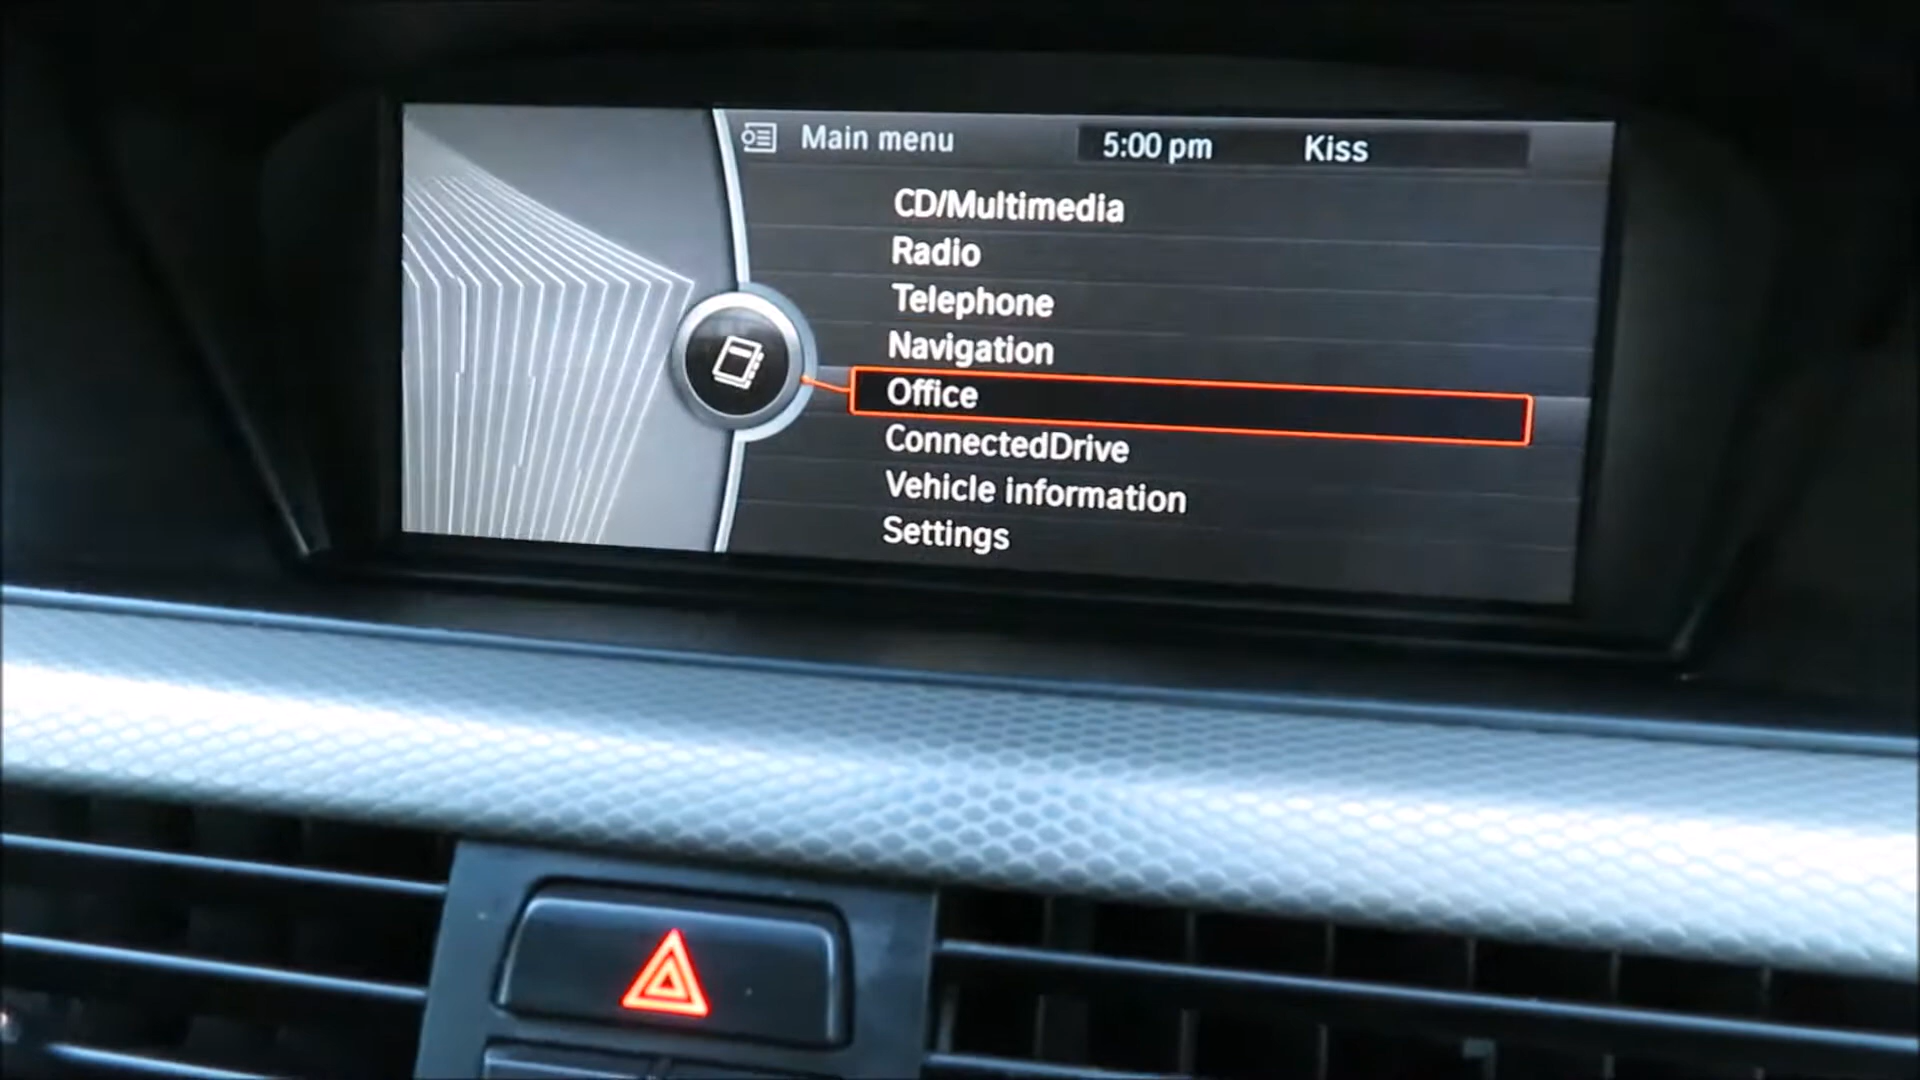 Main menu
5:00 pm
Kiss
CD/Multimedia
Radio
Telephone
Navigation
Office
ConnectedDrive
Vehicle information
Settings